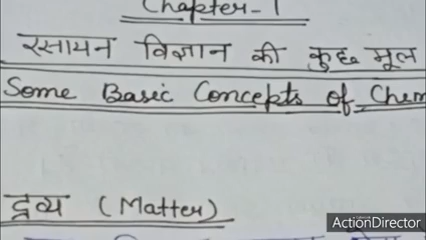 Chapter-1
रसायन विज्ञान की कुछ मूल
Some Basic Concepts of Chem
द्रव्य (Matter)
ActionDirector